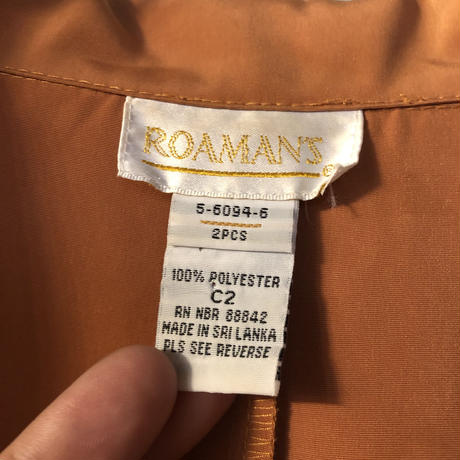 ROAMAN'S
5-6094-6
2PCS
100% POLYESTER
C2
RN NBR 88842
MADE IN SRI LANKA
PLS SEE REVERSE